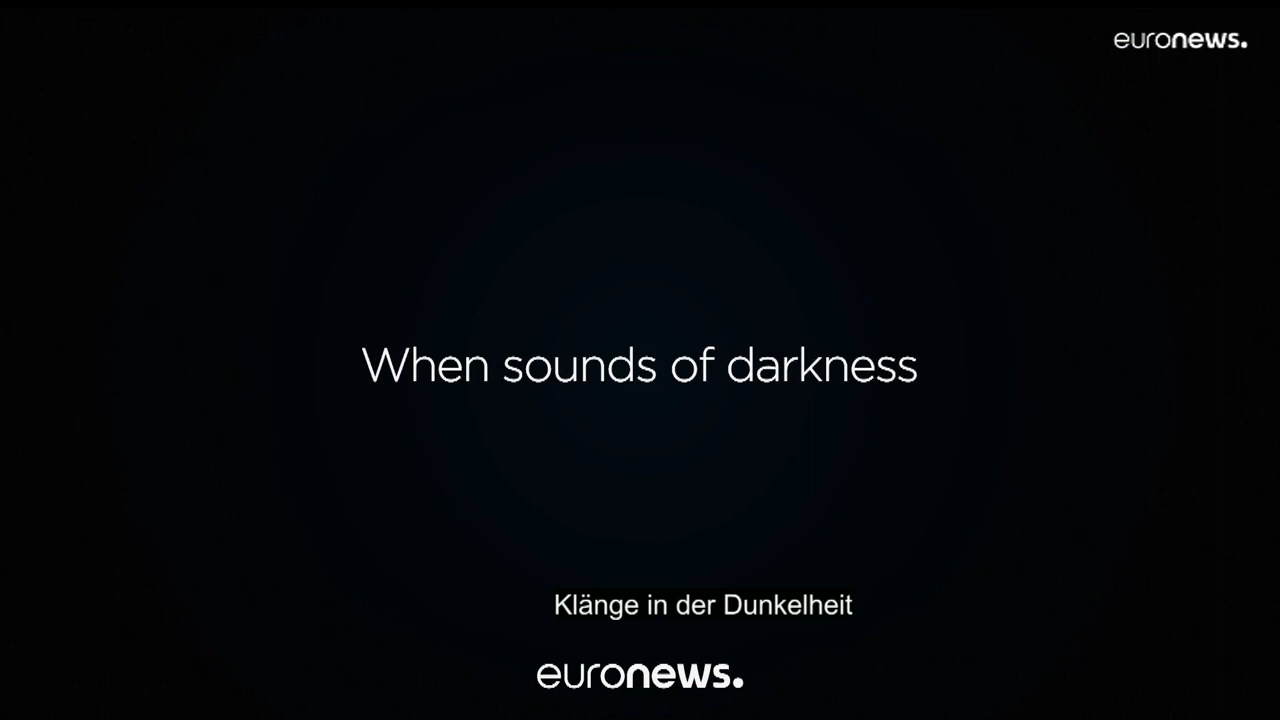 euronews.
When sounds of darkness
Klänge in der Dunkelheit
euronews.